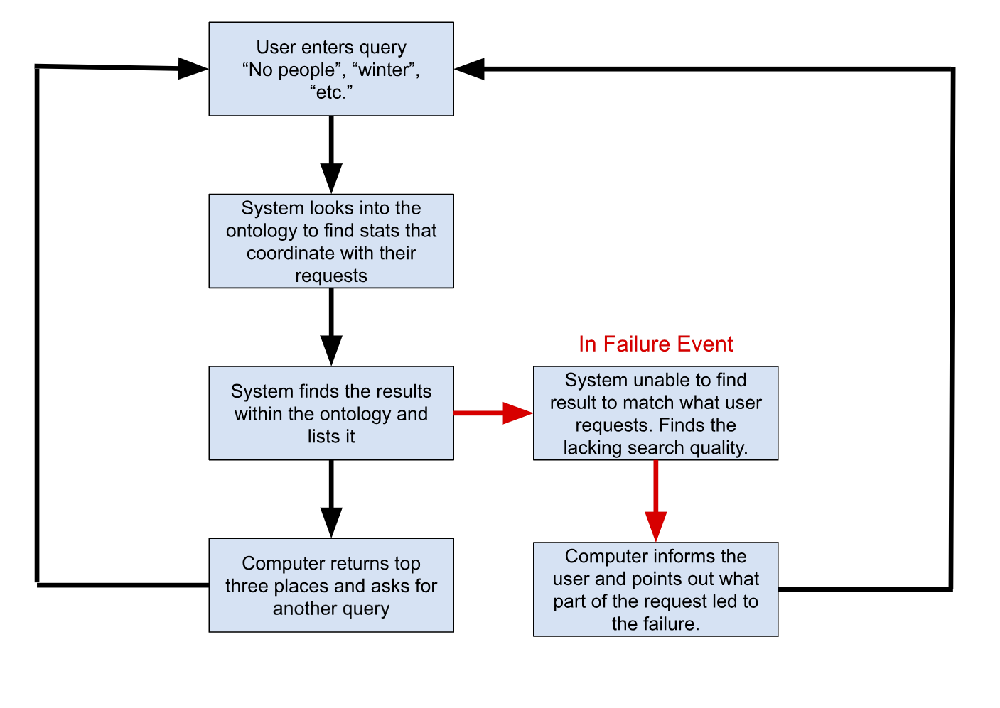 User enters query
“No people”, “winter”,
“etc.”
System looks into the
ontology to find stats that
coordinate with their
requests
System finds the results
within the ontology and
lists it
In Failure Event
System unable to find
result to match what user
requests. Finds the
lacking search quality.
Computer returns top
three places and asks for
another query
Computer informs the
user and points out what
part of the request led to
the failure.